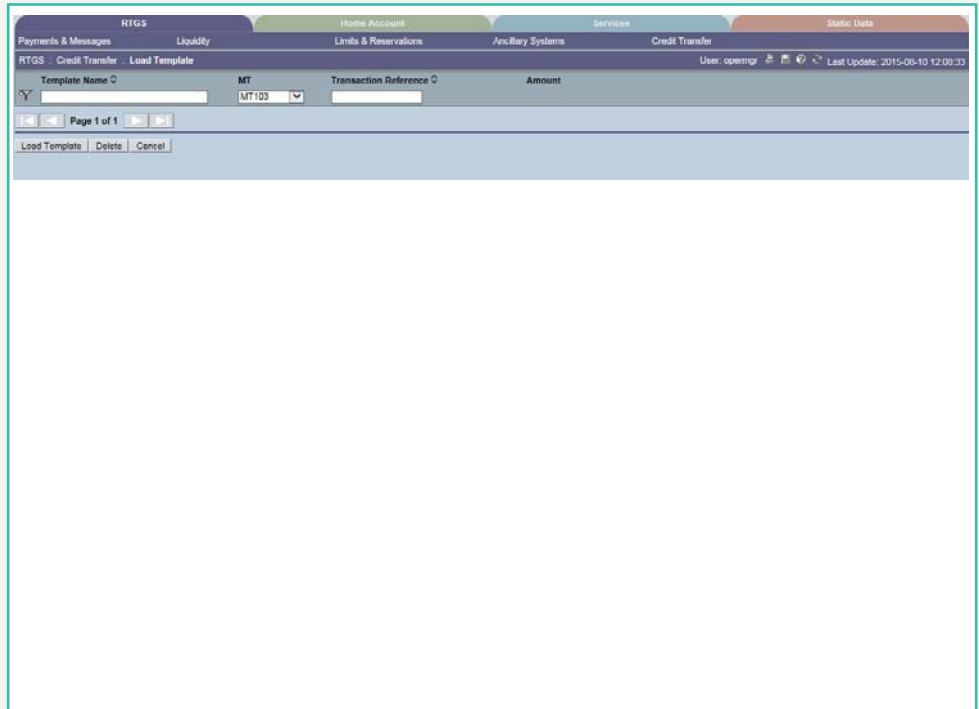 RTGS Home Account Services Static Data
Payments & Messages Liquidity Limits & Reservations Ancillary Systems Credit Transfer
RTGS : Credit Transfer : Load Template User: opermgr Last Update: 2015-08-10 12:08:33
Template Name MT Transaction Reference Amount
MT103
Page 1 of 1
Load Template Delete Cancel